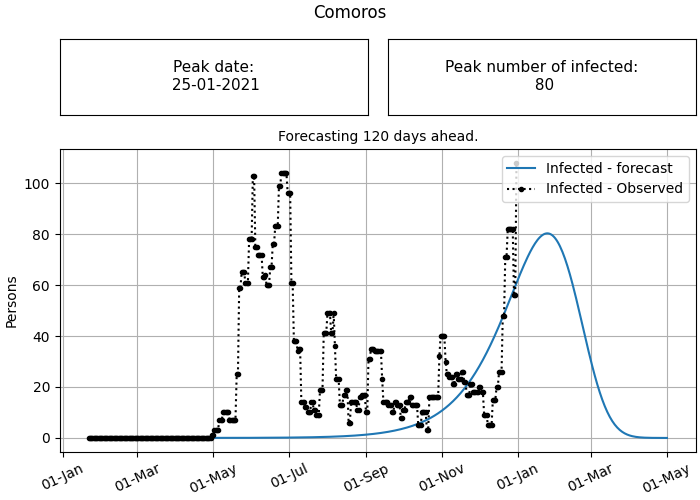 Comoros
Peak date:
25-01-2021
Peak number of infected:
80
Forecasting 120 days ahead.
Infected - forecast
Infected - Observed
Persons
100
80
60
40
20
0
01-Jan
01-Mar
01-May
01-Jul
01-Sep
01-Nov
01-Jan
01-Mar
01-May